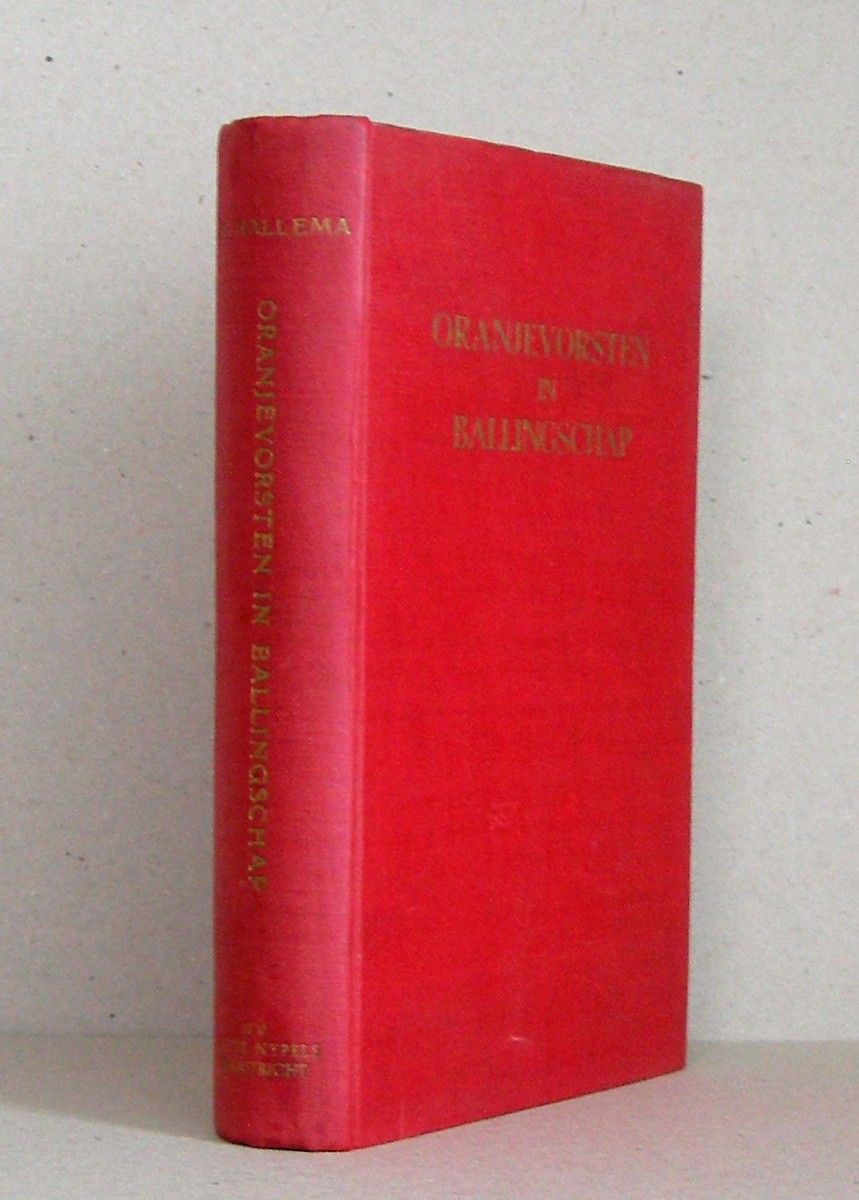 HALLEMA
ORANJEVORSTEN IN BALLINGSCHAP
NYPELS
ORANJEVORSTEN
IN
BALLINGSCHAP